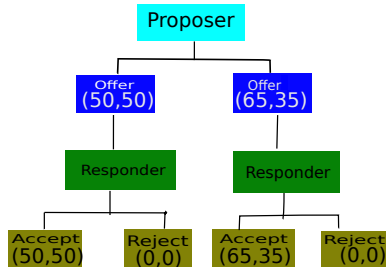 Proposer
Offer
(50,50)
Offer
(65,35)
Responder
Responder
Accept
(50,50)
Reject
(0,0)
Accept
(65,35)
Reject
(0,0)